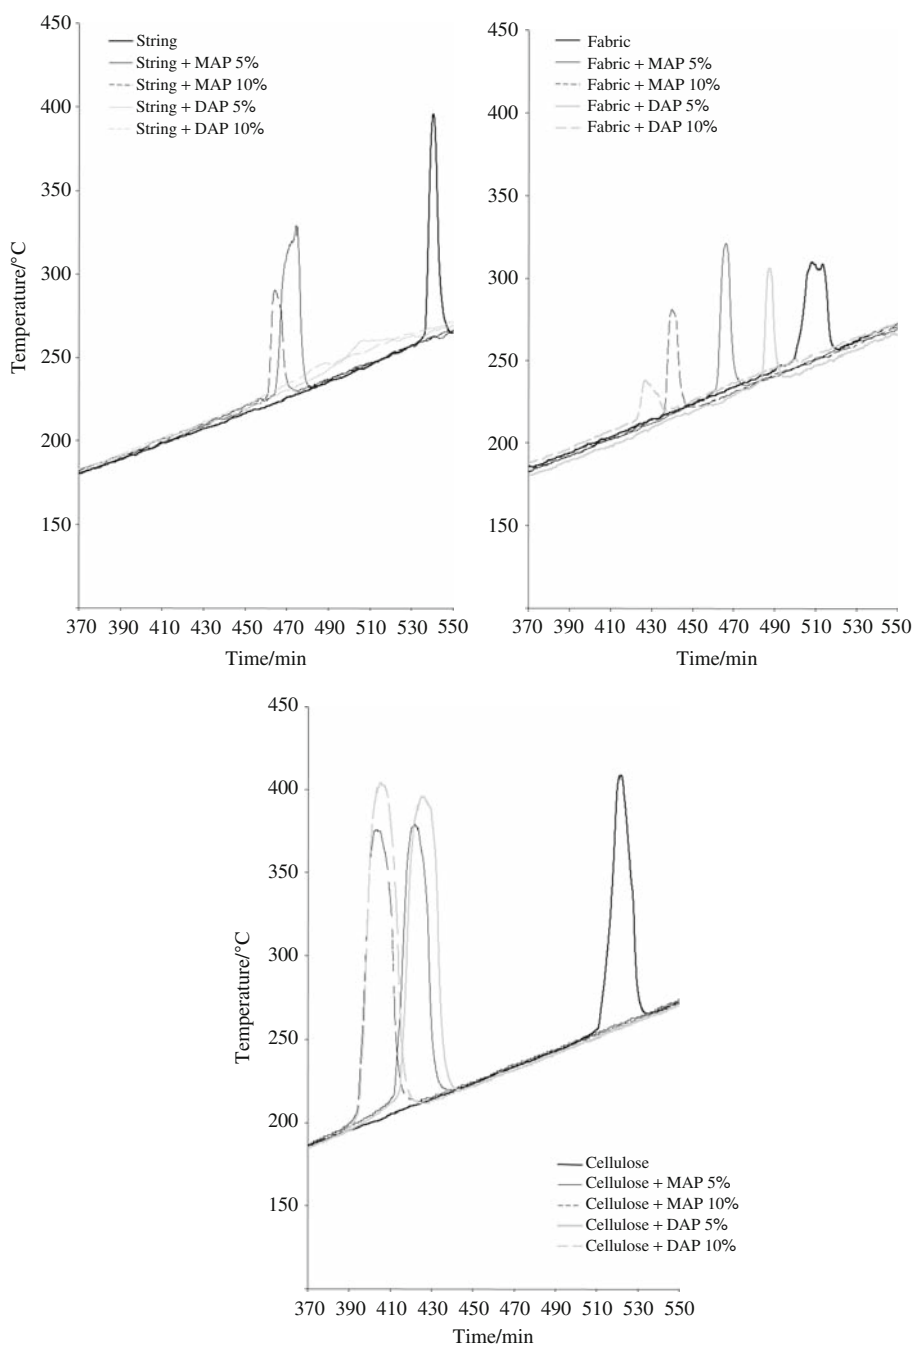 450
400
350
300
250
200
150
Temperature/°C
String
String + MAP 5%
String + MAP 10%
String + DAP 5%
String + DAP 10%
370 390 410 430 450 470 490 510 530 550
Time/min
450
400
350
300
250
200
150
Fabric
Fabric + MAP 5%
Fabric + MAP 10%
Fabric + DAP 5%
Fabric + DAP 10%
370 390 410 430 450 470 490 510 530 550
Time/min
450
400
350
300
250
200
150
Temperature/°C
Cellulose
Cellulose + MAP 5%
Cellulose + MAP 10%
Cellulose + DAP 5%
Cellulose + DAP 10%
370 390 410 430 450 470 490 510 530 550
Time/min